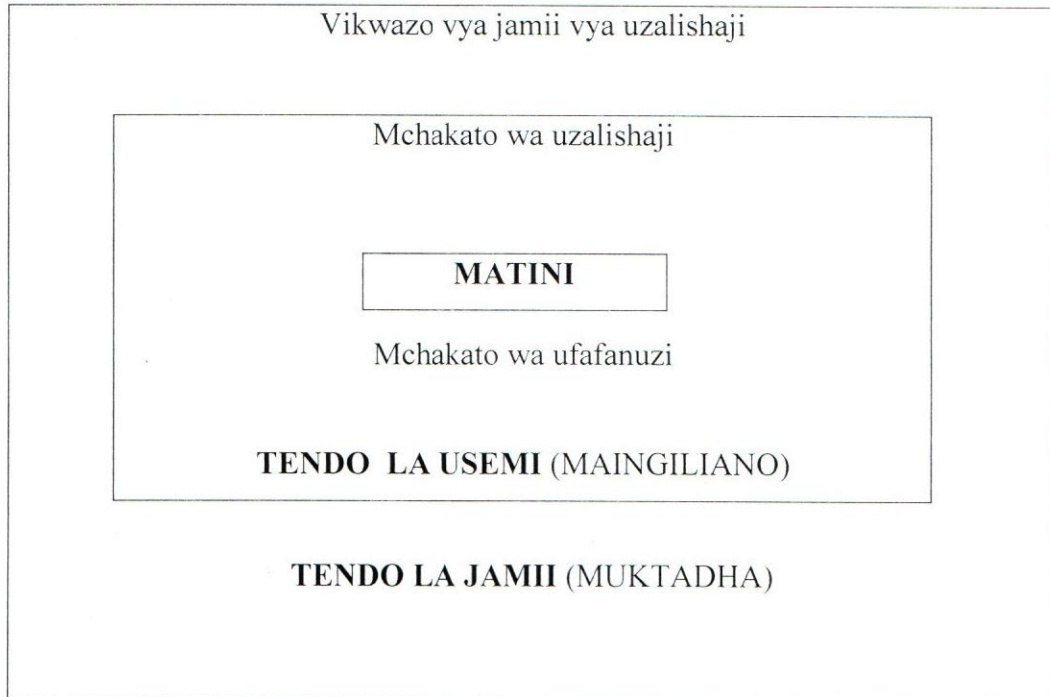 Vikwazo vya jamii vya uzalishaji
Mchakato wa uzalishaji
MATINI
Mchakato wa ufafanuzi
TENDO LA USEMI (MAINGILIANO)
TENDO LA JAMII (MUKTADHA)